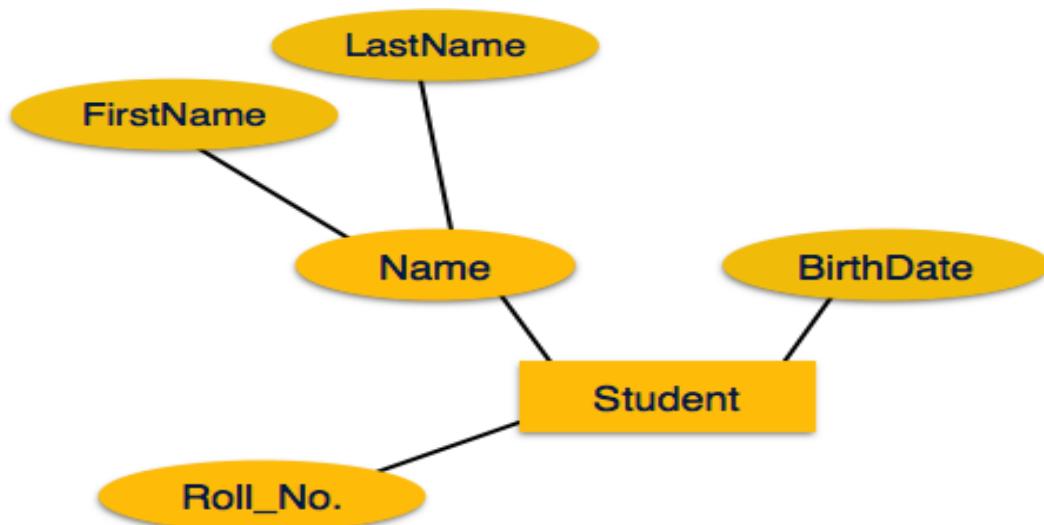 LastName
FirstName
Name
BirthDate
Student
Roll_No.